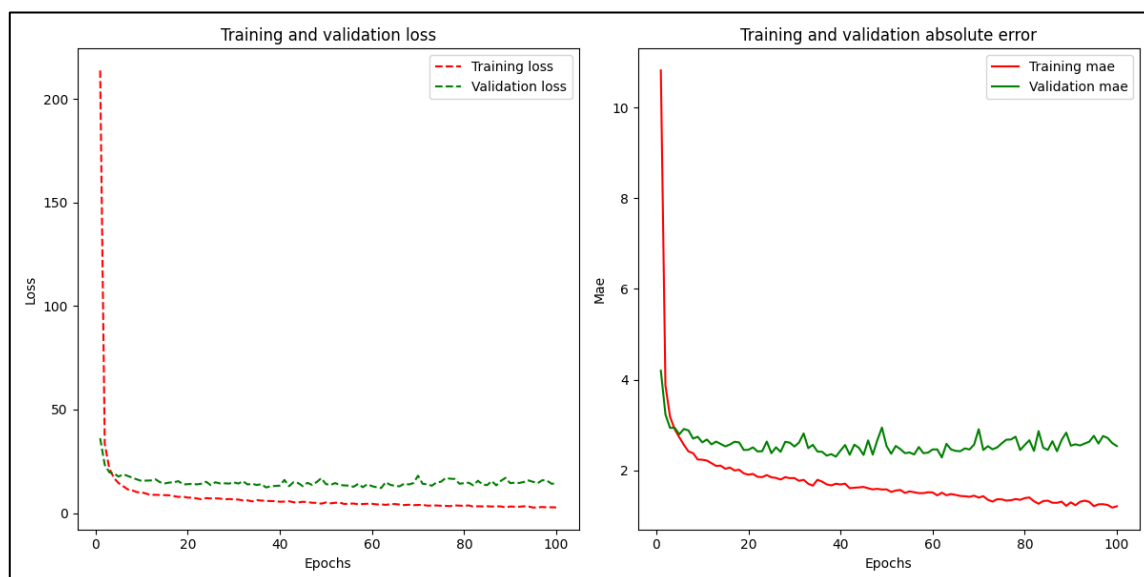 Training and validation loss
Training loss
Validation loss
Loss
200
150
100
50
0
0
20
40
60
80
100
Epochs
Training and validation absolute error
Training mae
Validation mae
Mae
10
8
6
4
2
0
20
40
60
80
100
Epochs